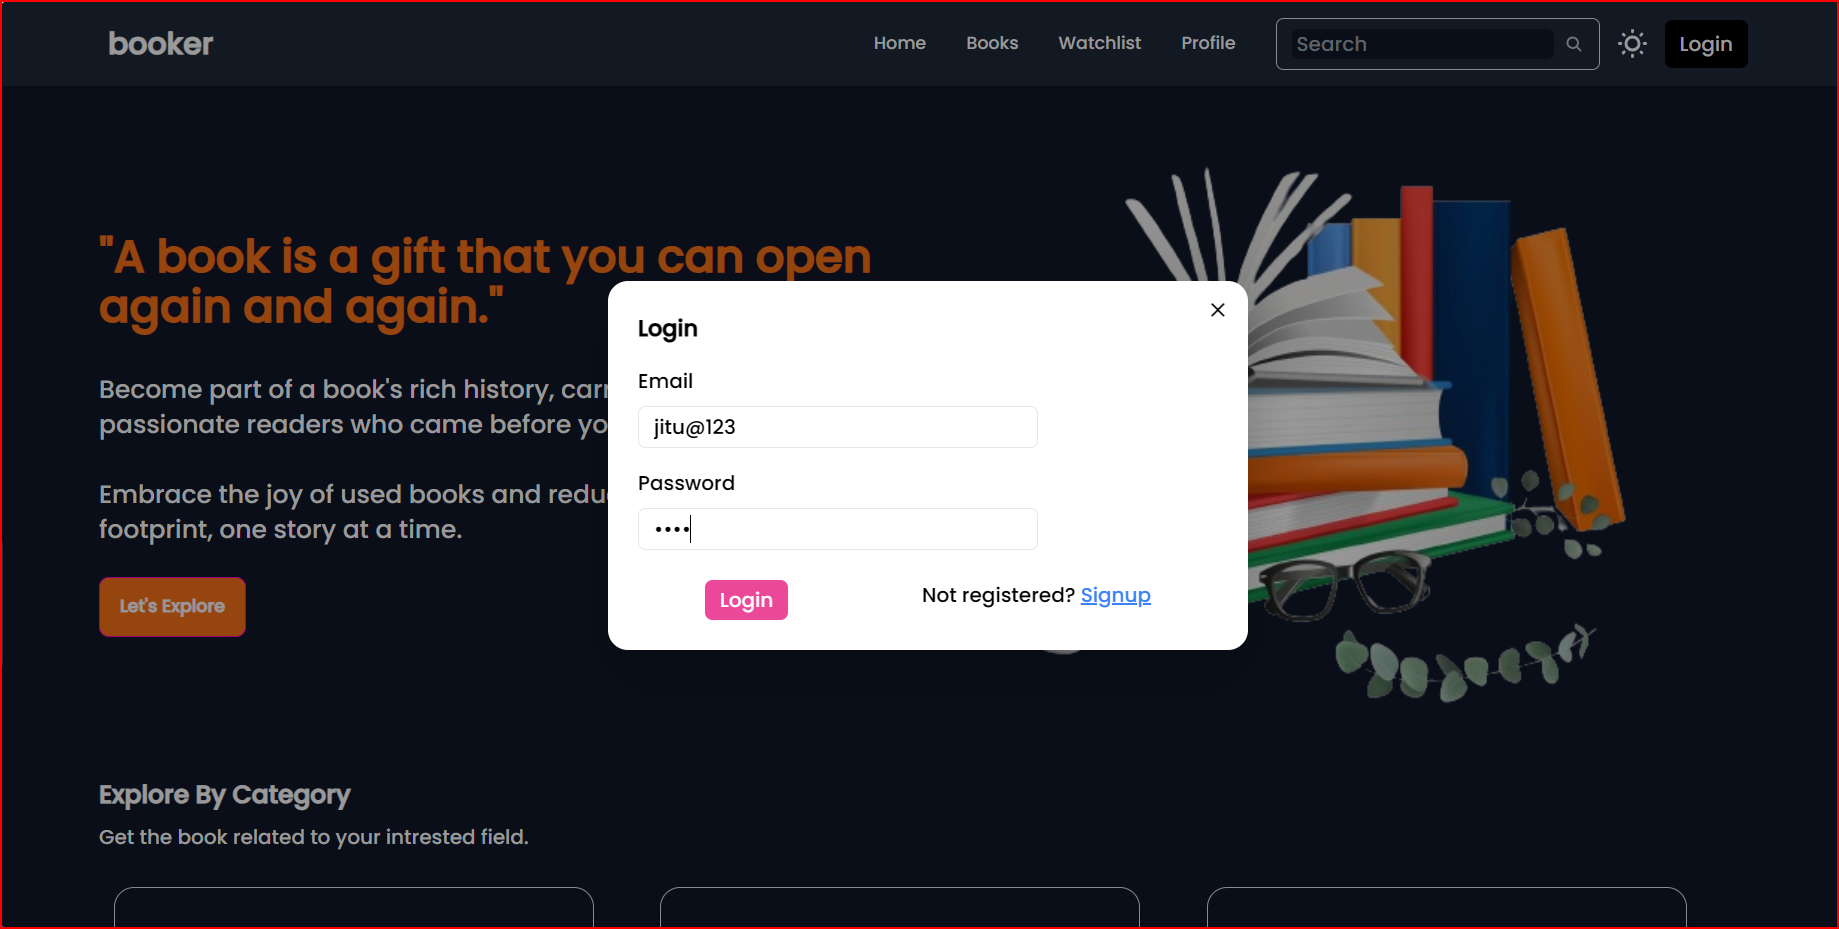 booker
Home
Books
Watchlist
Profile
Search
Login
"A book is a gift that you can open
again and again."
Become part of a book's rich history,
passionate readers who came before
Embrace the joy of used books and
footprint, one story at a time.
Let's Explore
Login
Email
jitu@123
Password
••••
Login
Not registered? Signup
Explore By Category
Get the book related to your intrested field.